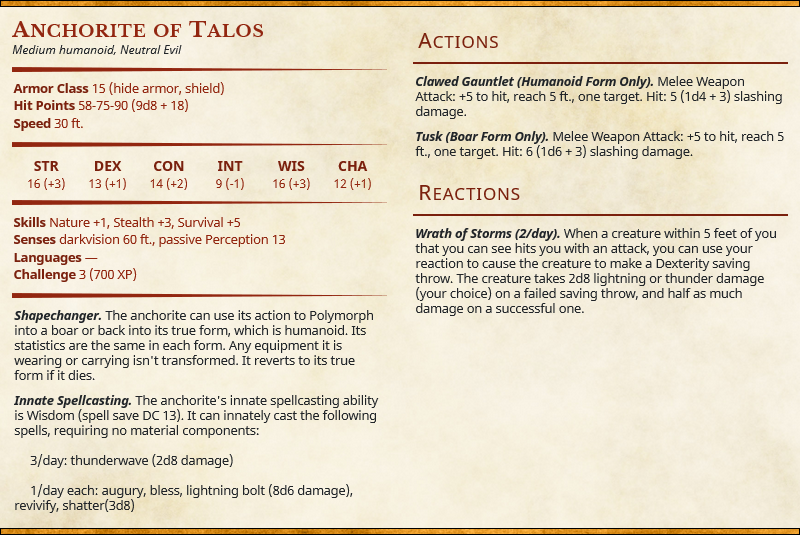 Anchorite of Talos
Medium humanoid, Neutral Evil
Armor Class 15 (hide armor, shield)
Hit Points 58-75-90 (9d8 + 18)
Speed 30 ft.
STR DEX CON INT WIS CHA
16 (+3) 13 (+1) 14 (+2) 9 (-1) 16 (+3) 12 (+1)
Skills Nature +1, Stealth +3, Survival +5
Senses darkvision 60 ft., passive Perception 13
Languages —
Challenge 3 (700 XP)
Shapechanger. The anchorite can use its action to Polymorph
into a boar or back into its true form, which is humanoid. Its
statistics are the same in each form. Any equipment it is
wearing or carrying isn't transformed. It reverts to its true
form if it dies.
Innate Spellcasting. The anchorite's innate spellcasting ability
is Wisdom (spell save DC 13). It can innately cast the following
spells, requiring no material components:
3/day: thunderwave (2d8 damage)
1/day each: augury, bless, lightning bolt (8d6 damage),
revivify, shatter(3d8)
Actions
Clawed Gauntlet (Humanoid Form Only). Melee Weapon
Attack: +5 to hit, reach 5 ft., one target. Hit: 5 (1d4 + 3) slashing
damage.
Tusk (Boar Form Only). Melee Weapon Attack: +5 to hit, reach 5
ft., one target. Hit: 6 (1d6 + 3) slashing damage.
Reactions
Wrath of Storms (2/day). When a creature within 5 feet of you
that you can see hits you with an attack, you can use your
reaction to cause the creature to make a Dexterity saving
throw. The creature takes 2d8 lightning or thunder damage
(your choice) on a failed saving throw, and half as much
damage on a successful one.